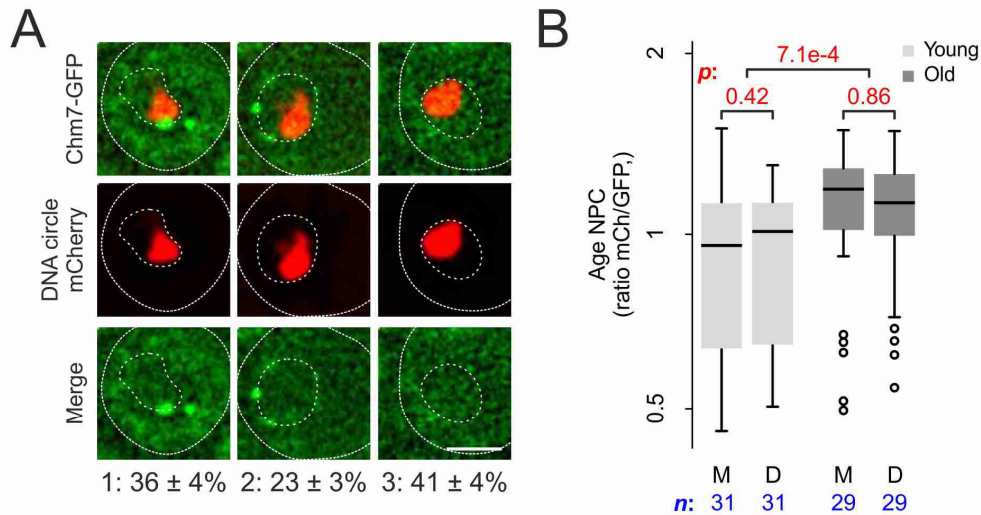 A
Chm7-GFP
DNA circle
mCherry
Merge
1: 36 ± 4%
2: 23 ± 3%
3: 41 ± 4%
B
Young
Old
7.1e-4
p:
0.42
0.86
Age NPC
(ratio mCh/GFP,)
2
1
0.5
M
D
M
D
n:
31
31
29
29